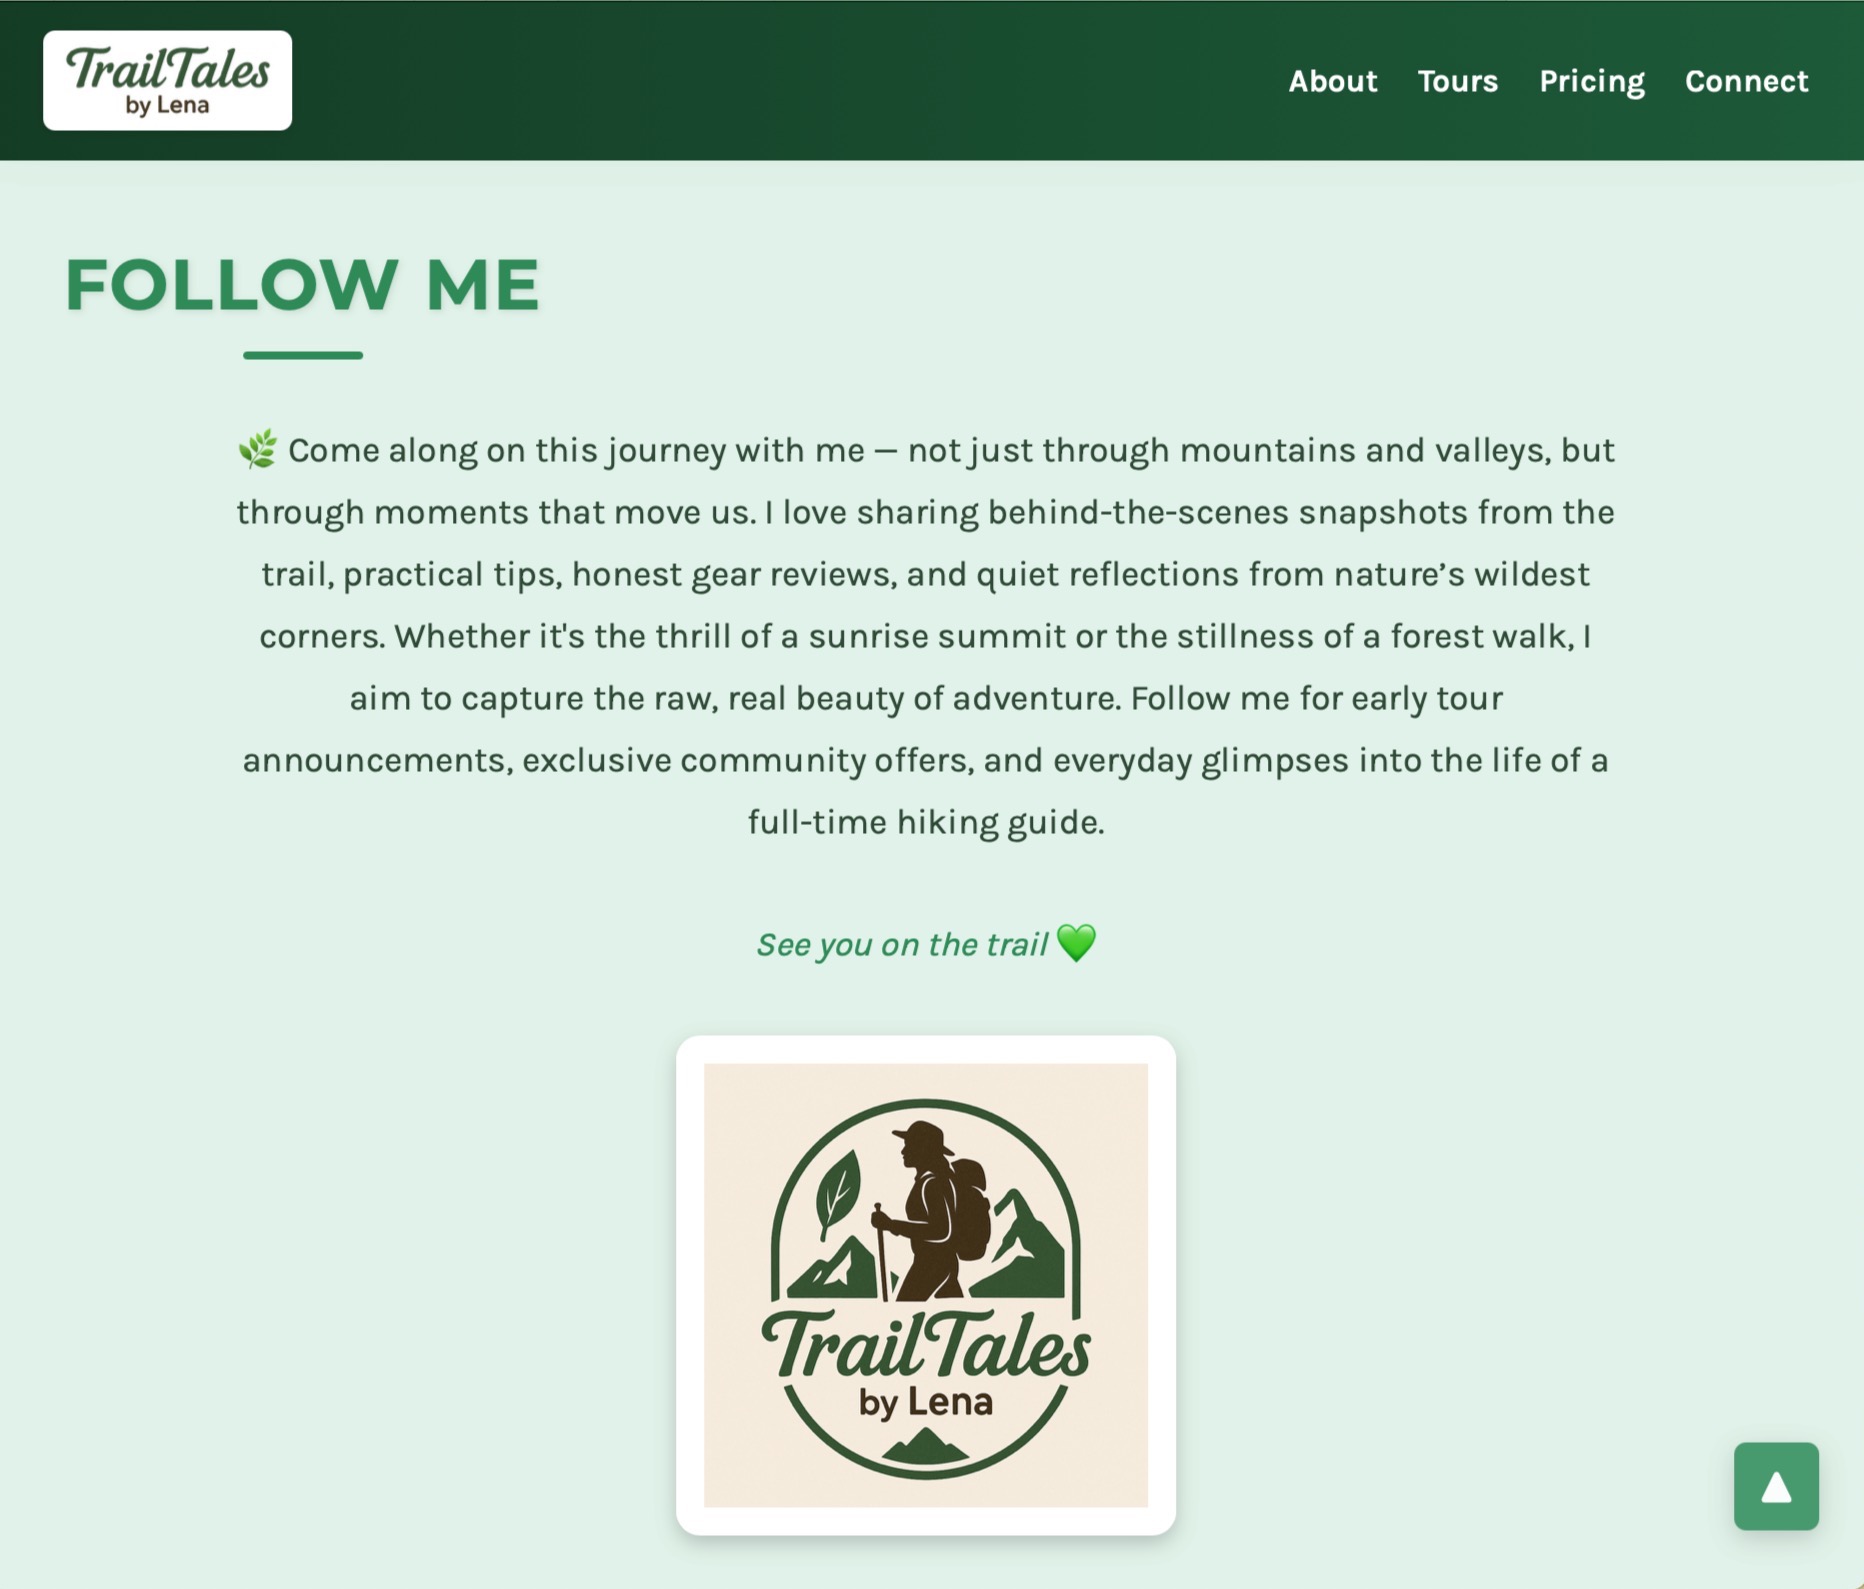 TrailTales
by Lena
About Tours Pricing Connect
FOLLOW ME
🌿 Come along on this journey with me — not just through mountains and valleys, but
through moments that move us. I love sharing behind-the-scenes snapshots from the
trail, practical tips, honest gear reviews, and quiet reflections from nature’s wildest
corners. Whether it's the thrill of a sunrise summit or the stillness of a forest walk, I
aim to capture the raw, real beauty of adventure. Follow me for early tour
announcements, exclusive community offers, and everyday glimpses into the life of a
full-time hiking guide.
See you on the trail 💚
TrailTales
by Lena